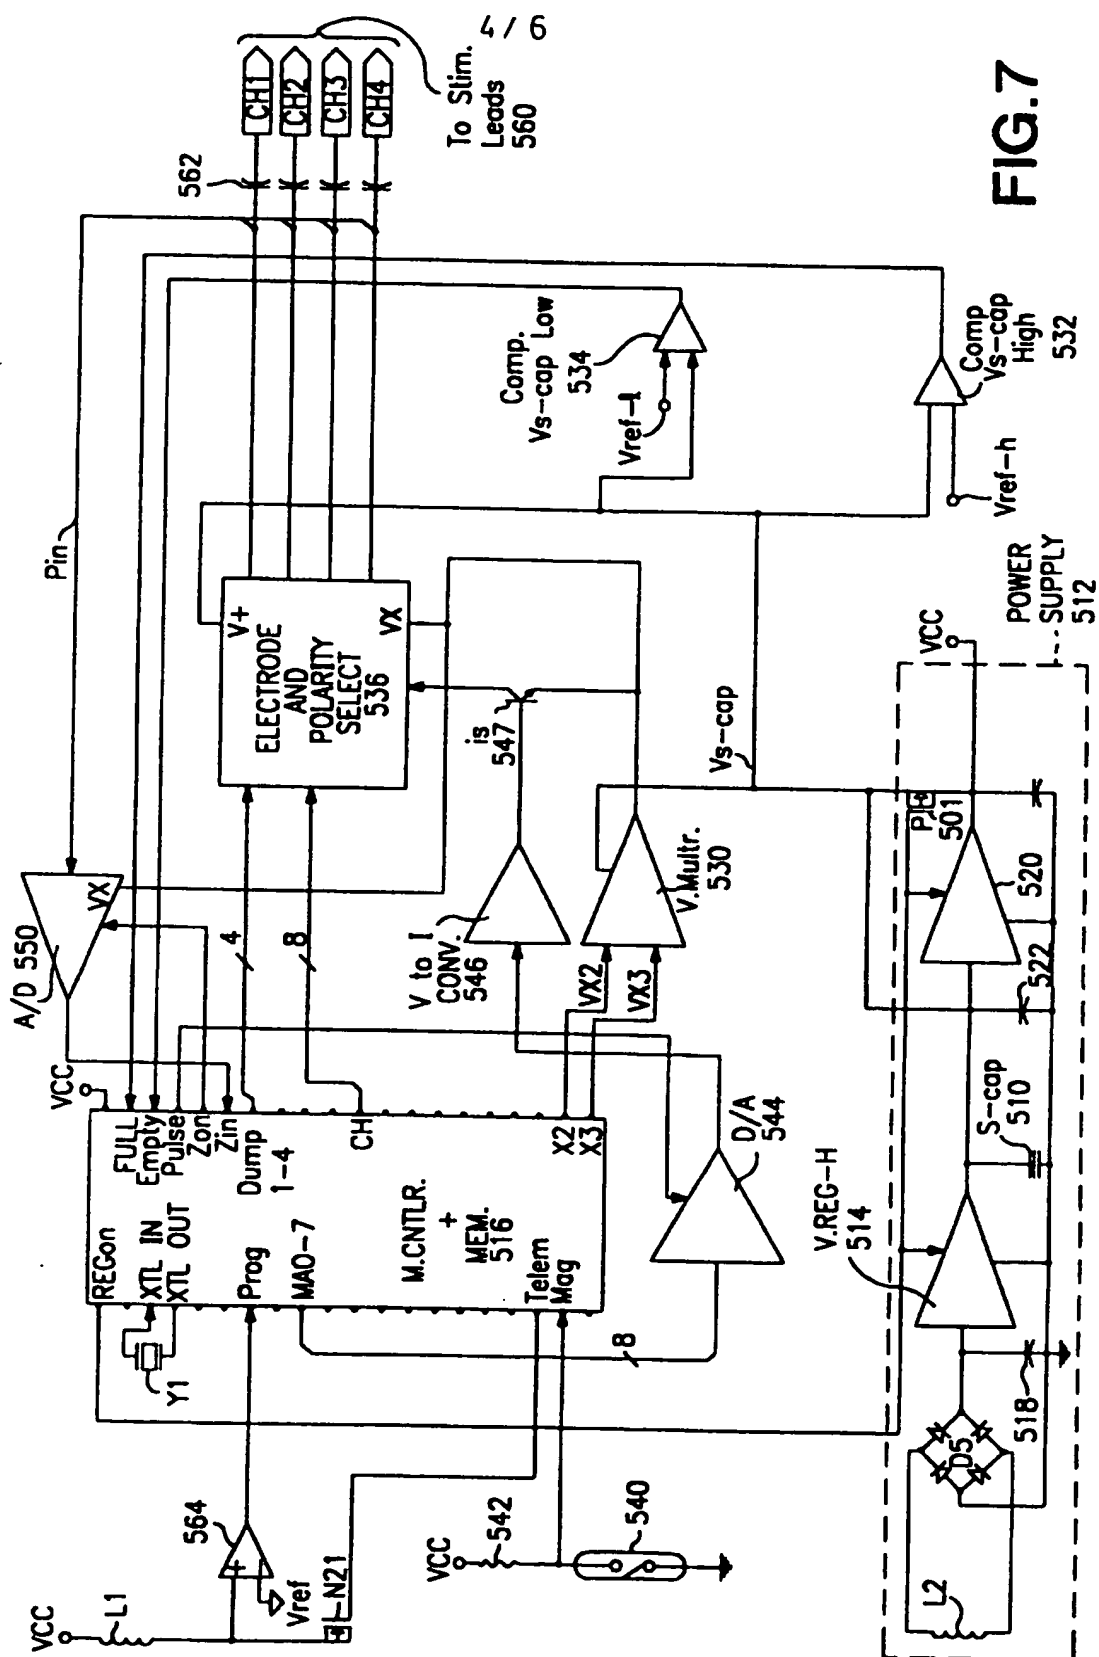 4/6
CH1
CH2
CH3
CH4
To Stim.
Leads
560
562
FIG.7
Pin
Comp.
Vs-cap Low
534
Vref-l
Comp
Vs-cap
High
532
Vref-h
V+
ELECTRODE
AND
POLARITY
SELECT
536
VX
is
547
Vs-cap
POWER
SUPPLY
512
VCC
A/D 550
VX
4
8
V to I
CONV.
546
VX2
VX3
V.Multr.
530
P1
501
520
522
VCC
FULL
Empty
Pulse
Zon
Zin
Dump
1-4
CH
X2
X3
REGon
XTL IN
XTL OUT
Prog
MAO-7
M.CNTLR.
+
MEM.
516
Telem
Mag
D/A
544
S-cap
510
V.REG-H
514
Y1
8
518
D5
564
+
Vref
N21
VCC
L1
VCC
542
540
L2